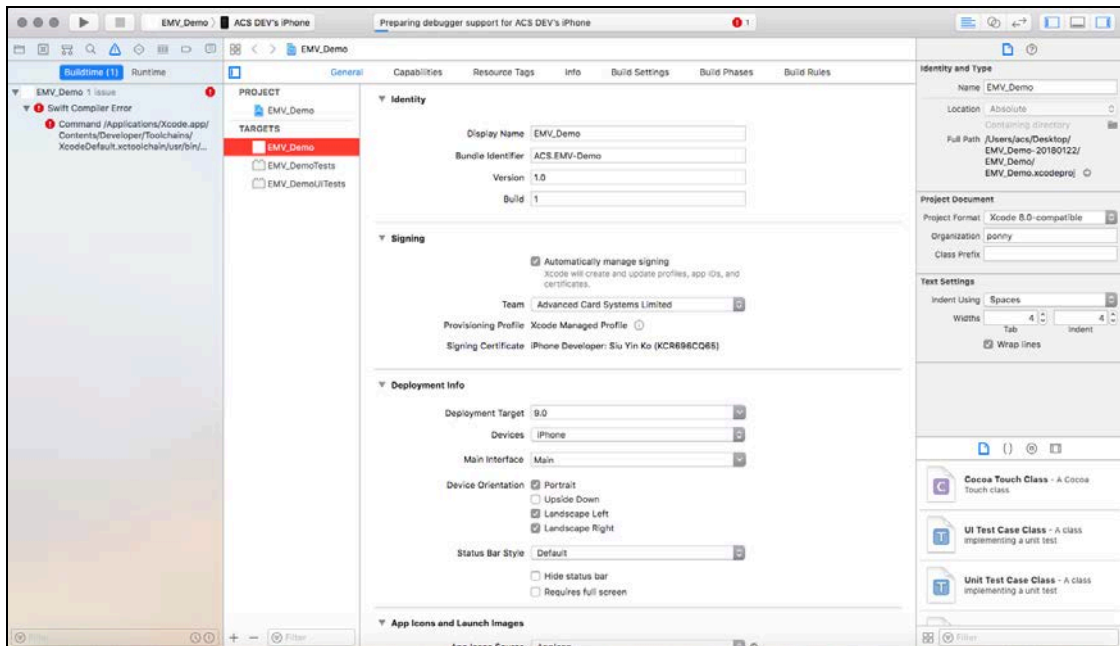 EMV_Demo
ACS DEV's iPhone
Preparing debugger support for ACS DEV's iPhone
1
EMV_Demo
Buildtime (1)
Runtime
EMV_Demo 1 issue
Swift Compiler Error
Command /Applications/Xcode.app/
Contents/Developer/Toolchains/
XcodeDefault.xctoolchain/usr/bin/...
General
Capabilities
Resource Tags
Info
Build Settings
Build Phases
Build Rules
PROJECT
EMV_Demo
TARGETS
EMV_Demo
EMV_DemoTests
EMV_DemoUITests
Identity
Display Name EMV_Demo
Bundle Identifier ACS.EMV-Demo
Version 1.0
Build 1
Signing
Automatically manage signing
Xcode will create and update profiles, app IDs, and
certificates.
Team Advanced Card Systems Limited
Provisioning Profile Xcode Managed Profile
Signing Certificate iPhone Developer: Siu Yin Ko (KCR696CQ65)
Deployment Info
Deployment Target 9.0
Devices iPhone
Main Interface Main
Device Orientation Portrait
Upside Down
Landscape Left
Landscape Right
Status Bar Style Default
Hide status bar
Requires full screen
App Icons and Launch Images
App Icons Source AppIcon
Filter
Filter
Identity and Type
Name EMV_Demo
Location Absolute
Containing directory
Full Path /Users/acs/Desktop/
EMV_Demo-20180122/
EMV_Demo/
EMV_Demo.xcodeproj
Project Document
Project Format Xcode 8.0-compatible
Organization ponny
Class Prefix
Text Settings
Indent Using Spaces
Widths 4 4
Tab Indent
Wrap lines
Cocoa Touch Class - A Cocoa
Touch class
UI Test Case Class - A class
implementing a unit test
Unit Test Case Class - A class
implementing a unit test
Filter